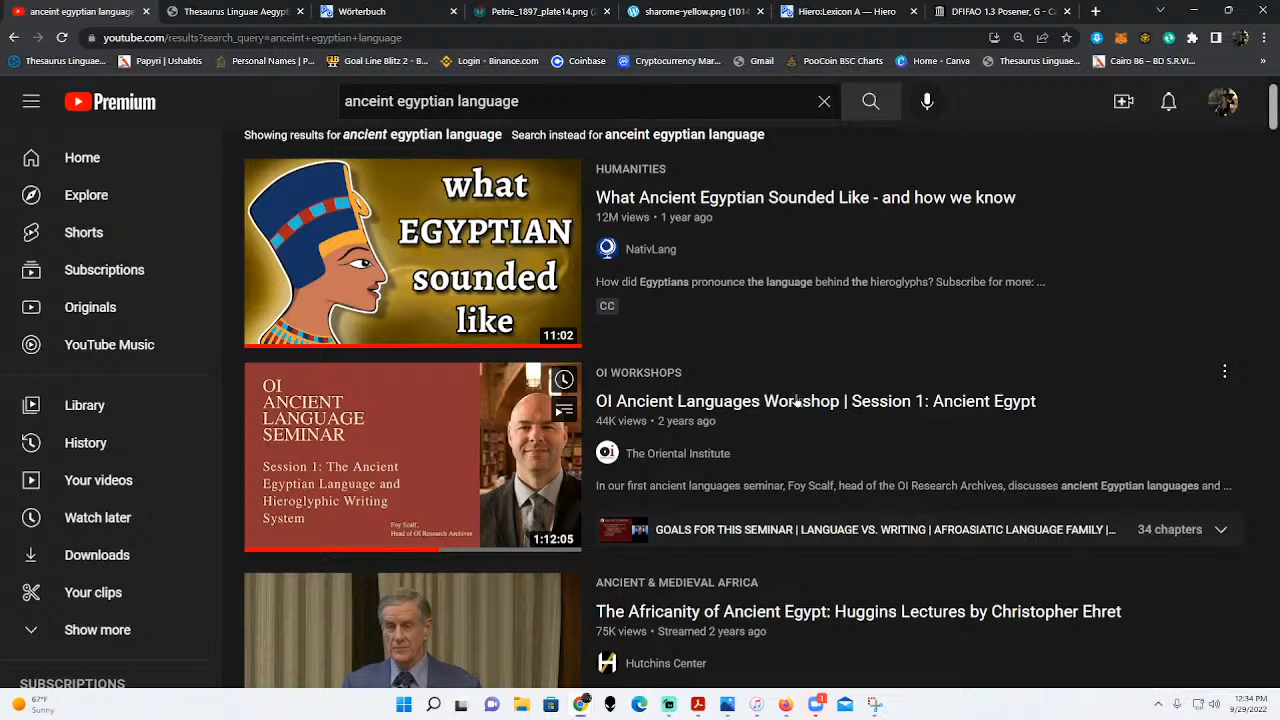 ancient egyptian languag
Thesaurus Linguae Aegypti
Wörterbuch
Petrie_1897_plate14.png (
sharome-yellow.png (101
Hiero:Lexicon A — Hiero
DFIFAO 1.3 Posener, G - Ca
youtube.com/results?search_query=anceint+egyptian+language
Thesaurus Linguae...
Papyri | Ushabtis
Personal Names | P...
Goal Line Blitz 2 - B...
Login - Binance.com
Coinbase
Cryptocurrency Mar...
Gmail
PooCoin BSC Charts
Home - Canva
Thesaurus Lingua...
Cairo.be – BD S.V/VI...
»
Premium
anceint egyptian language
Showing results for ancient egyptian language Search instead for anceint egyptian language
Home
Explore
Shorts
Subscriptions
Originals
YouTube Music
Library
History
Your videos
Watch later
Downloads
Your clips
Show more
SUBSCRIPTIONS
what
EGYPTIAN
sounded
like
11:02
HUMANITIES
What Ancient Egyptian Sounded Like - and how we know
12M views • 1 year ago
NativLang
How did Egyptians pronounce the language behind the hieroglyphs? Subscribe for more: ...
CC
OI
ANCIENT
LANGUAGE
SEMINAR
Session 1: The Ancient
Egyptian Language and
Hieroglyphic Writing
System
Foy Scalf,
Head of OI Research Archives
1:12:05
OI WORKSHOPS
OI Ancient Languages Workshop | Session 1: Ancient Egypt
44K views • 2 years ago
The Oriental Institute
In our first ancient languages seminar, Foy Scalf, head of the OI Research Archives, discusses ancient Egyptian languages and ...
GOALS FOR THIS SEMINAR | LANGUAGE VS. WRITING | AFROASIATIC LANGUAGE FAMILY |...
34 chapters
ANCIENT & MEDIEVAL AFRICA
The Africanity of Ancient Egypt: Huggins Lectures by Christopher Ehret
75K views • Streamed 2 years ago
Hutchins Center
67°F
Sunny
12:34 PM
9/29/2022